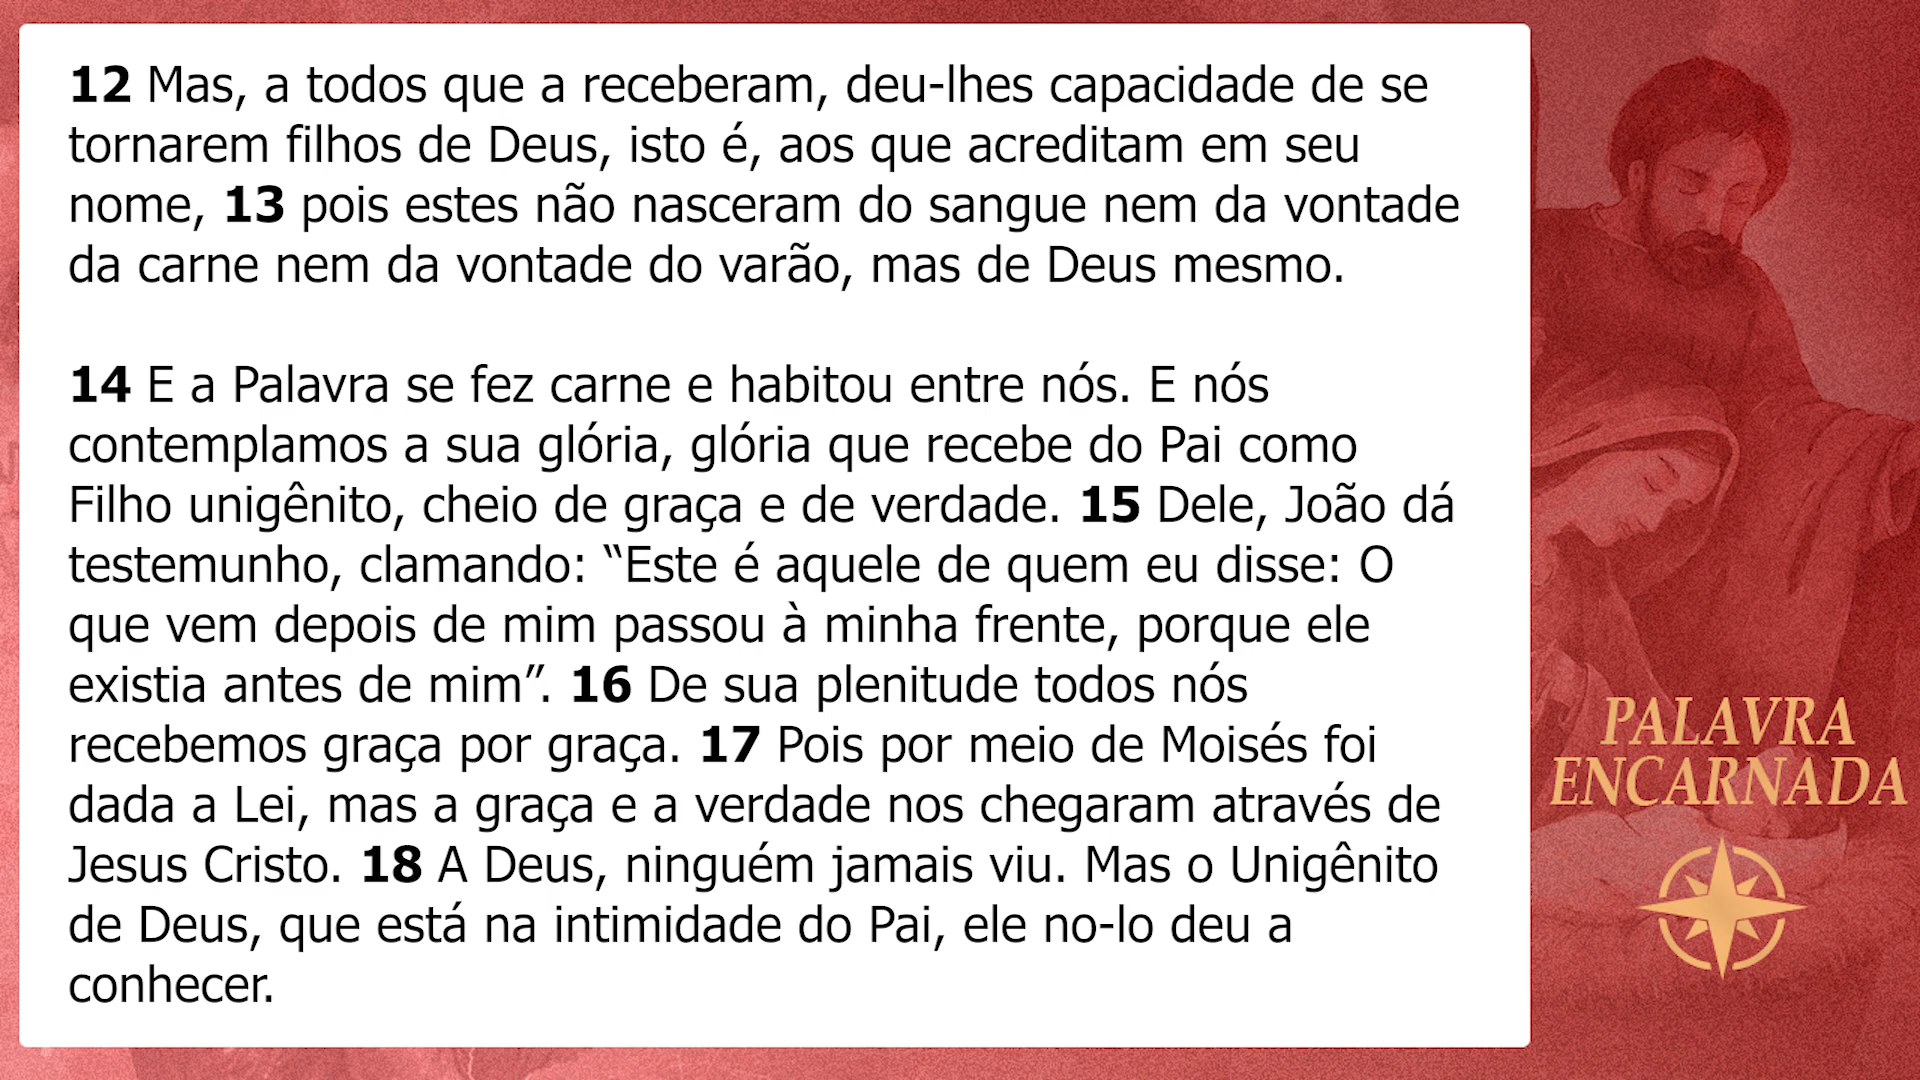 12 Mas, a todos que a receberam, deu-lhes capacidade de se
tornarem filhos de Deus, isto é, aos que acreditam em seu
nome, 13 pois estes não nasceram do sangue nem da vontade
da carne nem da vontade do varão, mas de Deus mesmo.
14 E a Palavra se fez carne e habitou entre nós. E nós
contemplamos a sua glória, glória que recebe do Pai como
Filho unigênito, cheio de graça e de verdade. 15 Dele, João dá
testemunho, clamando: “Este é aquele de quem eu disse: O
que vem depois de mim passou à minha frente, porque ele
existia antes de mim”. 16 De sua plenitude todos nós
recebemos graça por graça. 17 Pois por meio de Moisés foi
dada a Lei, mas a graça e a verdade nos chegaram através de
Jesus Cristo. 18 A Deus, ninguém jamais viu. Mas o Unigênito
de Deus, que está na intimidade do Pai, ele no-lo deu a
conhecer.
PALAVRA
ENCARNADA